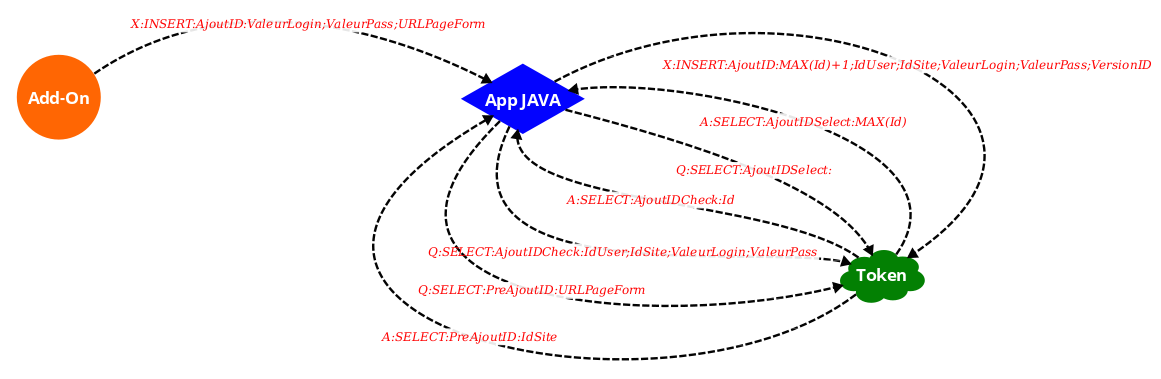 X:INSERT:AjoutID:ValeurLogin;ValeurPass;URLPageForm
X:INSERT:AjoutID:MAX(Id)+1;IdUser;IdSite;ValeurLogin;ValeurPass;VersionID
Add-On
App JAVA
A:SELECT:AjoutIDSelect:MAX(Id)
Q:SELECT:AjoutIDSelect:
A:SELECT:AjoutIDCheck:Id
Q:SELECT:AjoutIDCheck:IdUser;IdSite;ValeurLogin;ValeurPass
Token
Q:SELECT:PreAjoutID:URLPageForm
A:SELECT:PreAjoutID:IdSite